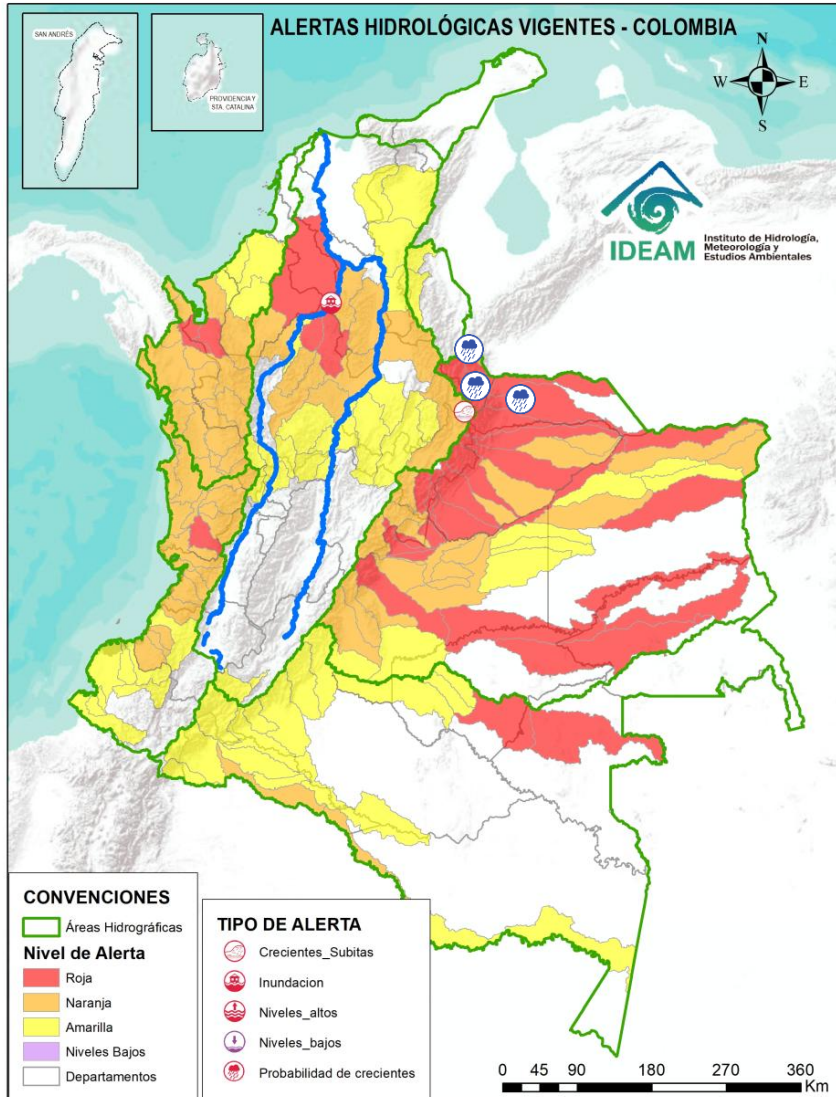 ALERTAS HIDROLÓGICAS VIGENTES - COLOMBIA
SAN ANDRÉS
PROVIDENCIA Y
STA. CATALINA
N
W
E
S
IDEAM
Instituto de Hidrología,
Meteorología y
Estudios Ambientales
CONVENCIONES
Áreas Hidrográficas
Nivel de Alerta
Roja
Naranja
Amarilla
Niveles Bajos
Departamentos
TIPO DE ALERTA
Crecientes_Subitas
Inundacion
Niveles_altos
Niveles_bajos
Probabilidad de crecientes
0 45 90 180 270 360
Km